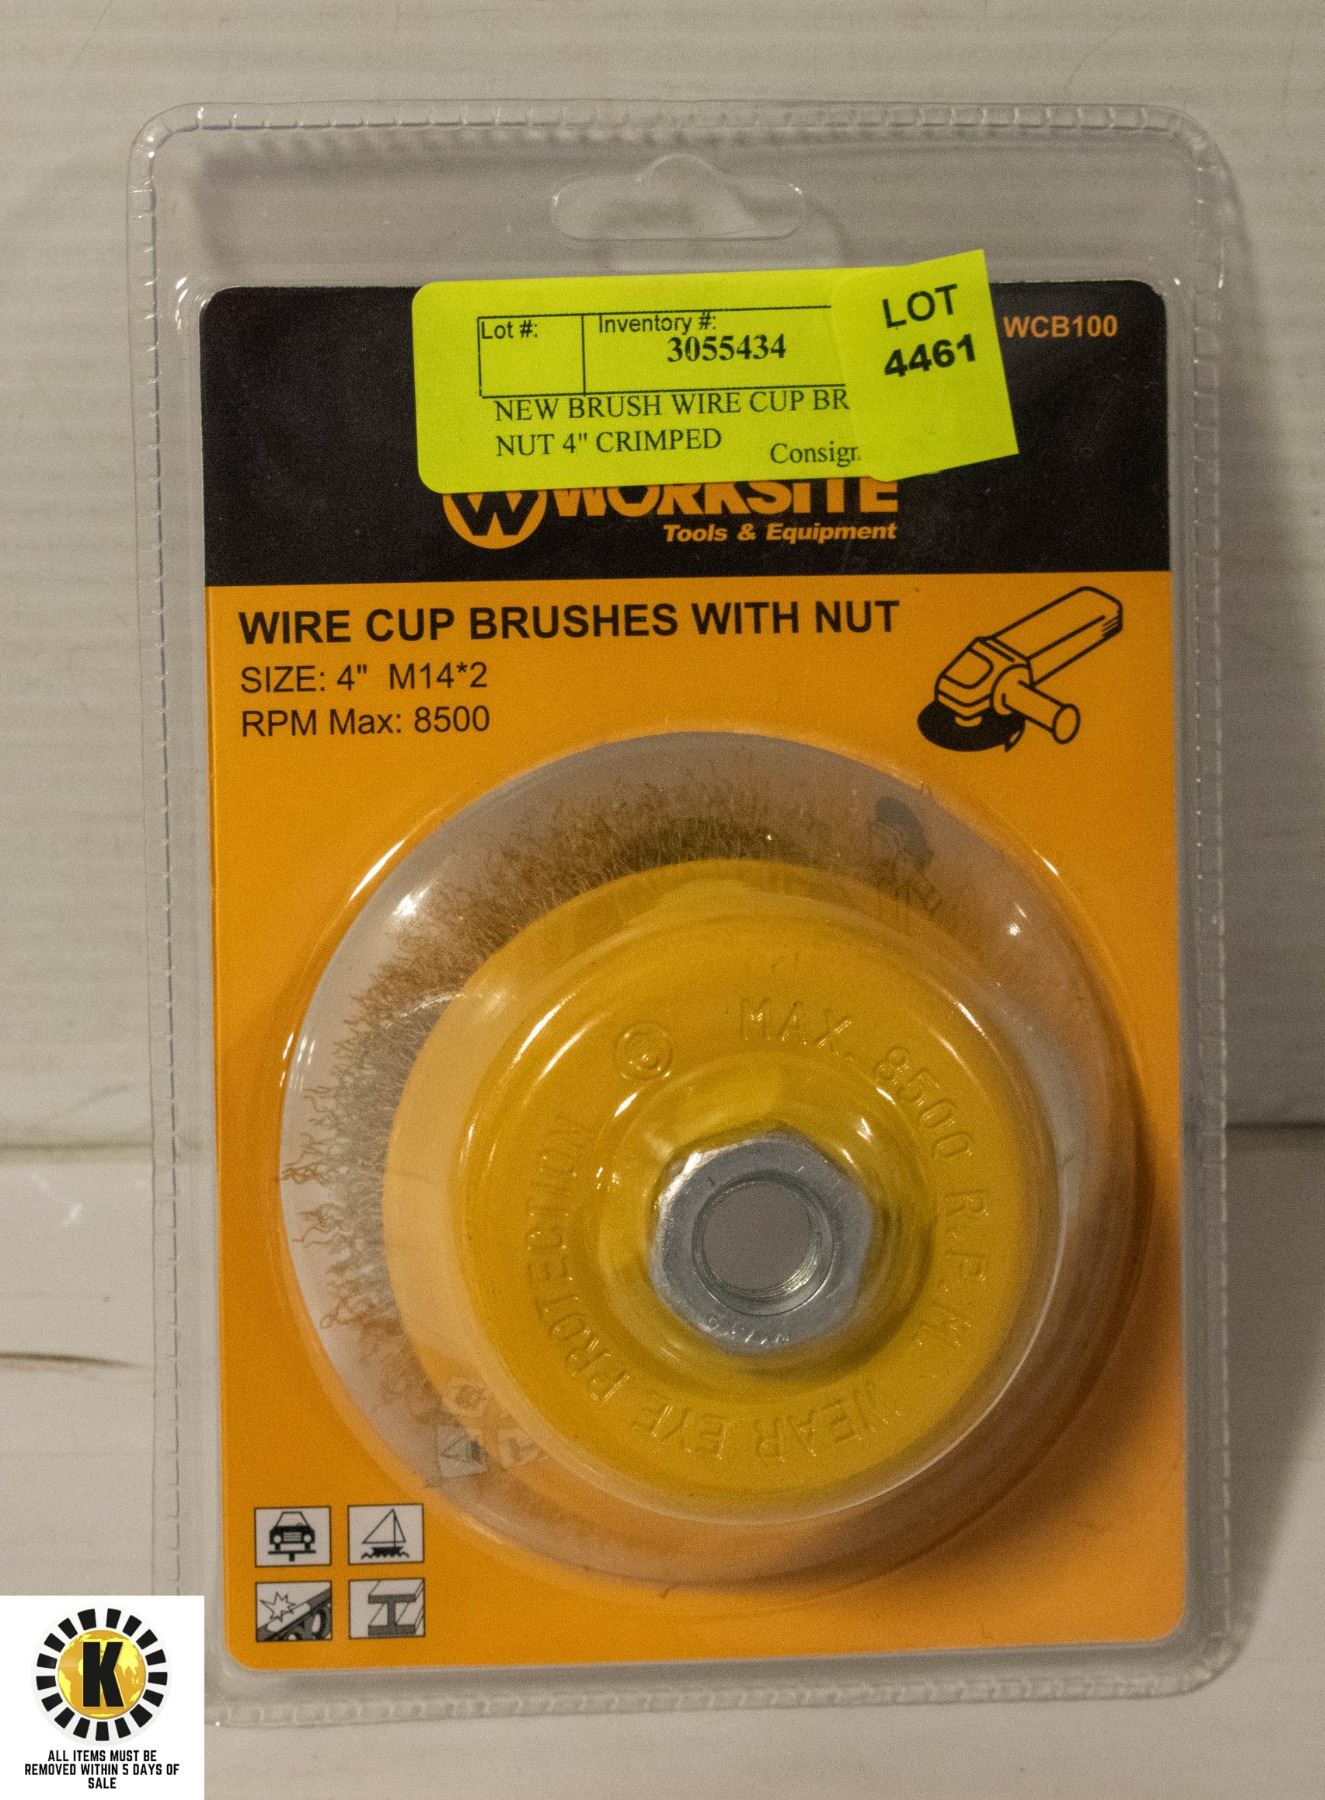 Lot #:
Inventory #:
3055434
LOT
4461
WCB100
NEW BRUSH WIRE CUP BR
NUT 4" CRIMPED
Consign
WORKSITE
Tools & Equipment
WIRE CUP BRUSHES WITH NUT
SIZE: 4" M14*2
RPM Max: 8500
MAX. 8500 R.P.M.
WEAR EYE PROTECTION
K
ALL ITEMS MUST BE
REMOVED WITHIN 5 DAYS OF
SALE